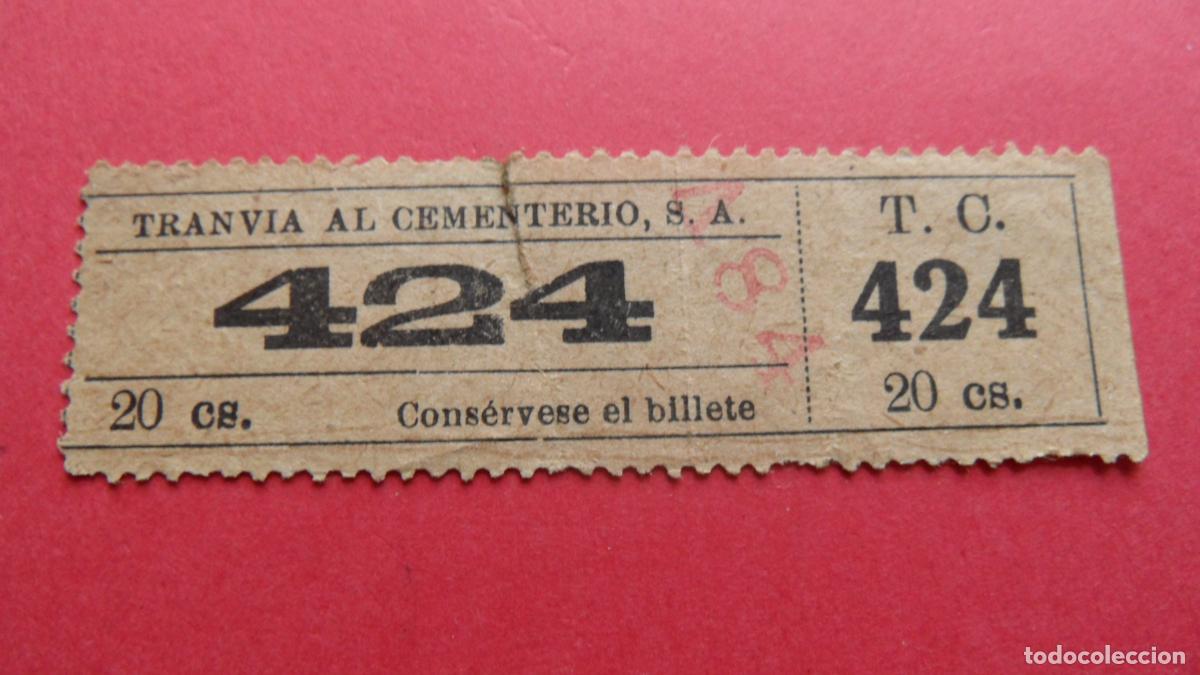 TRANVIA AL CEMENTERIO, S. A.
424
20 cs. Consérvese el billete
T. C.
424
20 cs.
todocoleccion